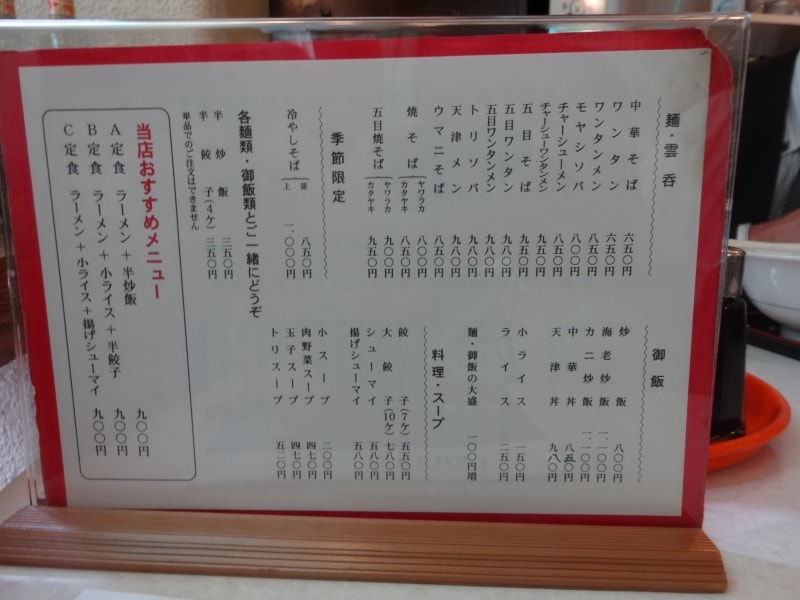 麺・雲呑
中華そば 六五〇円
ワンタン 六五〇円
ワンタンメン 八五〇円
モヤシソバ 八〇〇円
チャーシューメン 八五〇円
チャーシューワンタンメン 九五〇円
五目そば 九五〇円
五目ワンタン 九八〇円
五目ワンタンメン 九八〇円
トリソバ 九八〇円
天津メン 九八〇円
ウマニそば 八五〇円
焼そば ヤワラカ 八〇〇円
カタヤキ 八五〇円
五目焼そば ヤワラカ 九〇〇円
カタヤキ 九五〇円
季節限定
冷やしそば 並 八五〇円
上 一、〇〇〇円
御飯
炒飯 八〇〇円
海老炒飯 一、一〇〇円
カニ炒飯 一、一〇〇円
中華丼 八五〇円
天津丼 九八〇円
小ライス 一五〇円
ライス 二五〇円
麺・御飯の大盛 一〇〇円増
料理・スープ
餃子(7ケ) 五五〇円
大餃子(10ケ) 七八〇円
シューマイ 五八〇円
揚げシューマイ 五八〇円
小スープ 二〇〇円
肉野菜スープ 四七〇円
玉子スープ 四七〇円
トリスープ 五二〇円
各麺類・御飯類とご一緒にどうぞ
半炒飯 三五〇円
半餃子(4ケ) 三五〇円
単品でのご注文はできません
当店おすすめメニュー
A定食 ラーメン+半炒飯 九〇〇円
B定食 ラーメン+小ライス+半餃子 九〇〇円
C定食 ラーメン+小ライス+揚げシューマイ 九〇〇円